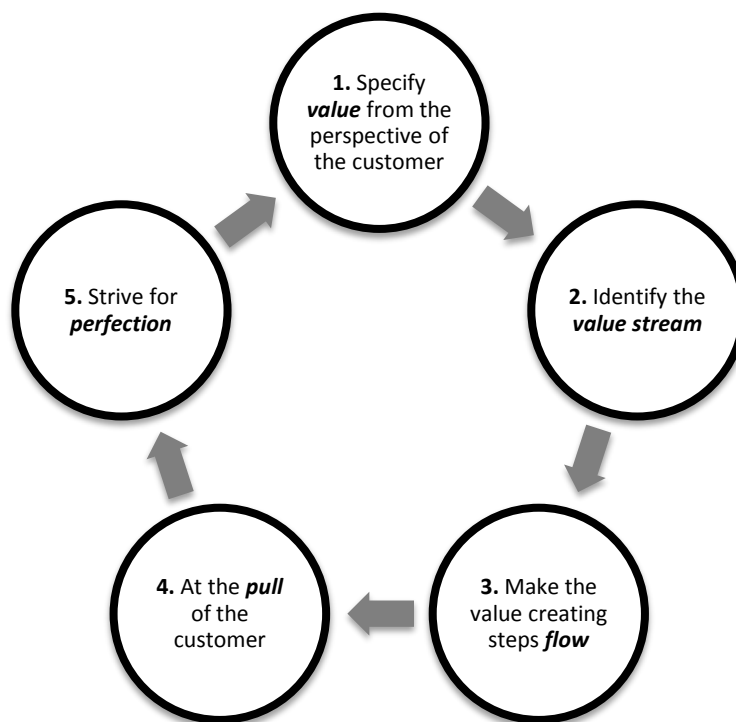 1. Specify
value from the
perspective of
the customer
2. Identify the
value stream
3. Make the
value creating
steps flow
4. At the pull
of the
customer
5. Strive for
perfection